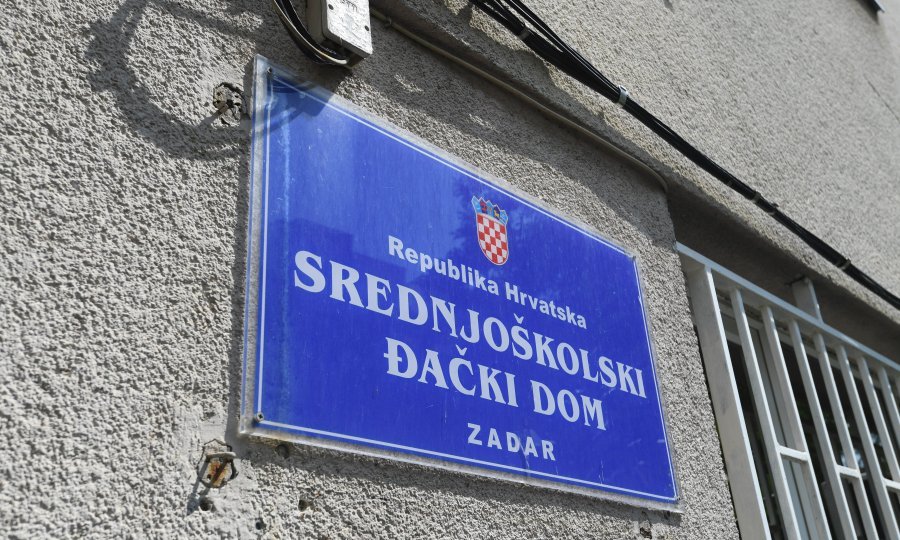 Republika Hrvatska
SREDNJOŠKOLSKI
ĐAČKI DOM
ZADAR